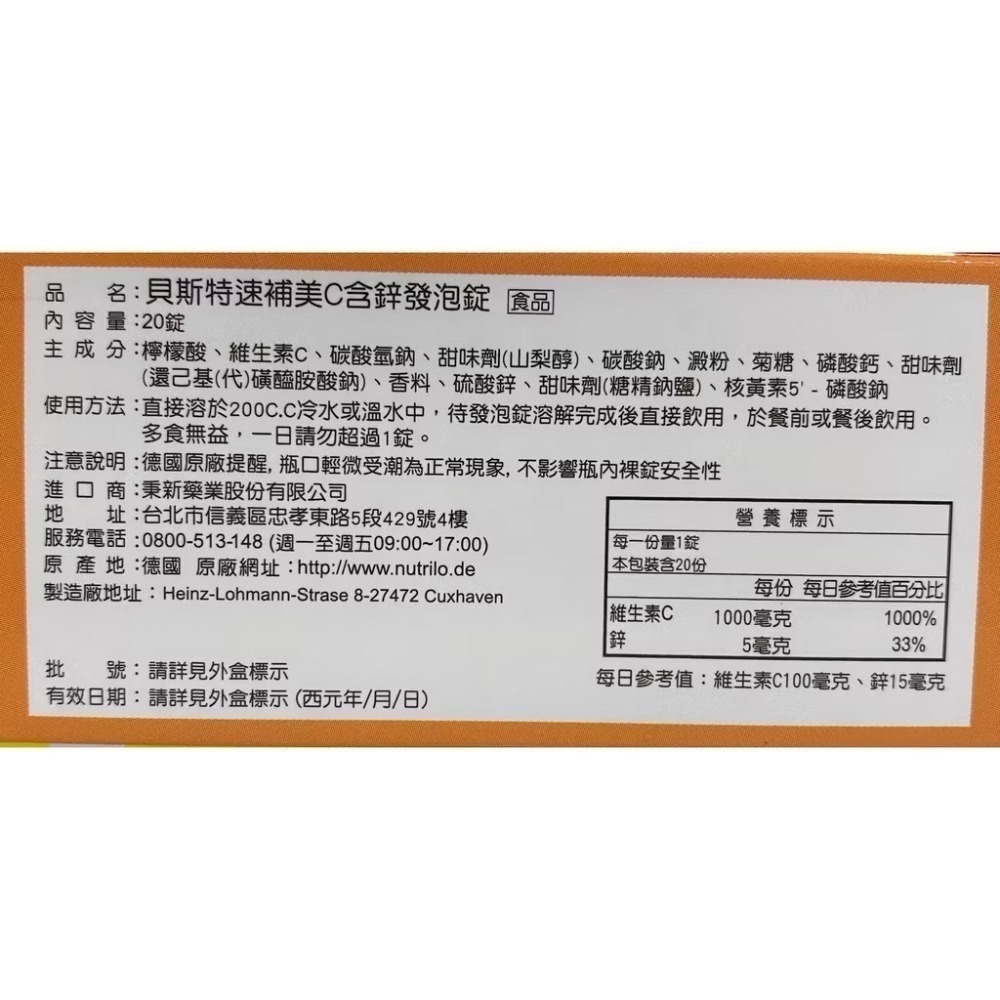 品　　名：貝斯特速補美C含鋅發泡錠 食品
內 容 量：20錠
主 成 分：檸檬酸、維生素C、碳酸氫鈉、甜味劑(山梨醇)、碳酸鈉、澱粉、菊糖、磷酸鈣、甜味劑
(還己基(代)磺醯胺酸鈉)、香料、硫酸鋅、甜味劑(糖精鈉鹽)、核黃素5' - 磷酸鈉
使用方法：直接溶於200C.C冷水或溫水中，待發泡錠溶解完成後直接飲用，於餐前或餐後飲用。
多食無益，一日請勿超過1錠。
注意說明：德國原廠提醒, 瓶口輕微受潮為正常現象, 不影響瓶內裸錠安全性
進 口 商：秉新藥業股份有限公司
地　　址：台北市信義區忠孝東路5段429號4樓
服務電話：0800-513-148 (週一至週五09:00~17:00)
原 產 地：德國 原廠網址：http://www.nutrilo.de
製造廠地址：Heinz-Lohmann-Strase 8-27472 Cuxhaven
批　　號：請詳見外盒標示
有效日期：請詳見外盒標示 (西元年/月/日)
營養標示
每一份量1錠
本包裝含20份
每份 每日參考值百分比
維生素C 1000毫克 1000%
鋅 5毫克 33%
每日參考值：維生素C100毫克、鋅15毫克